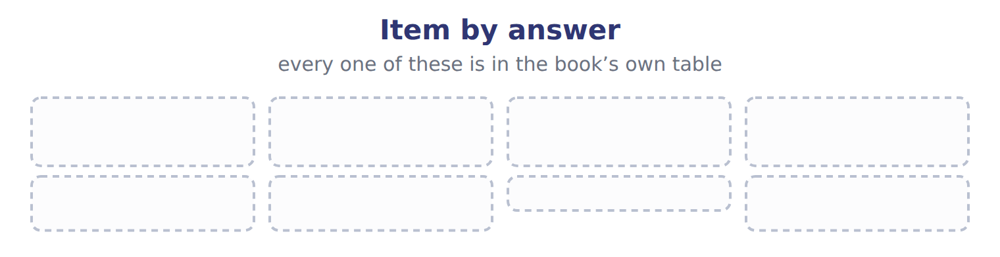 Item by answer
every one of these is in the book’s own table